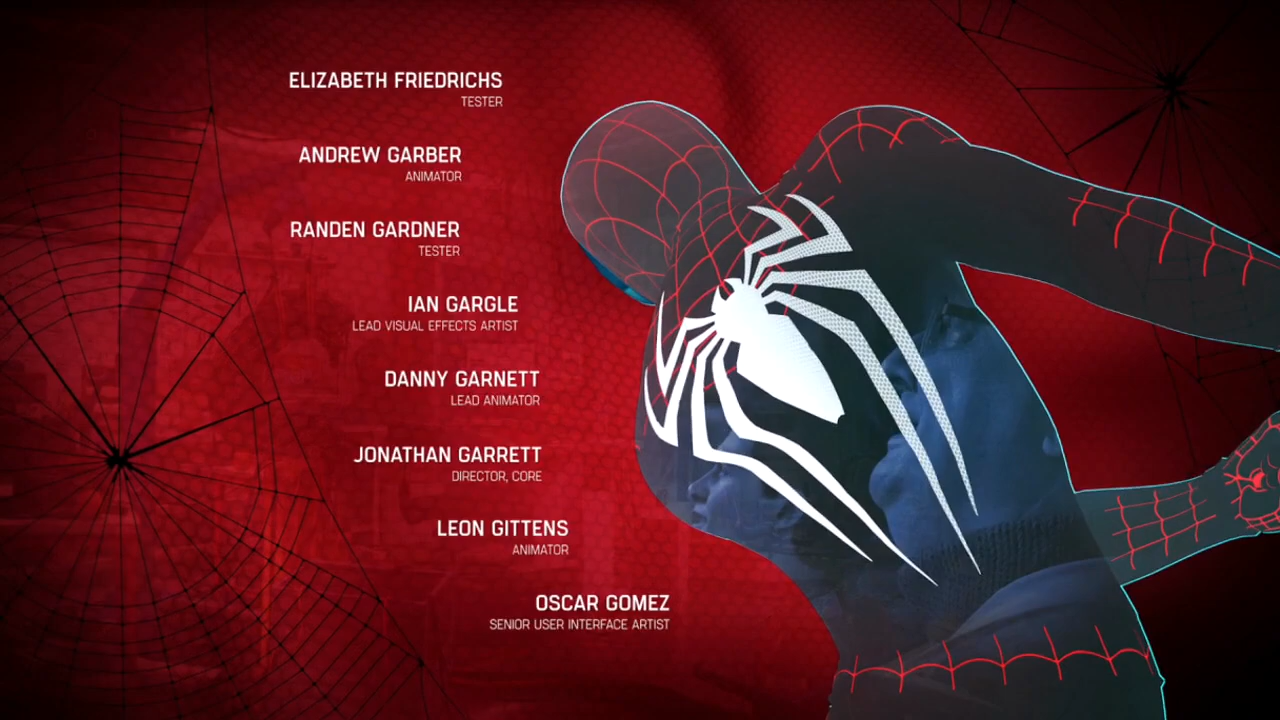 ELIZABETH FRIEDRICHS
TESTER
ANDREW GARBER
ANIMATOR
RANDEN GARDNER
TESTER
IAN GARGLE
LEAD VISUAL EFFECTS ARTIST
DANNY GARNETT
LEAD ANIMATOR
JONATHAN GARRETT
DIRECTOR, CORE
LEON GITTENS
ANIMATOR
OSCAR GOMEZ
SENIOR USER INTERFACE ARTIST